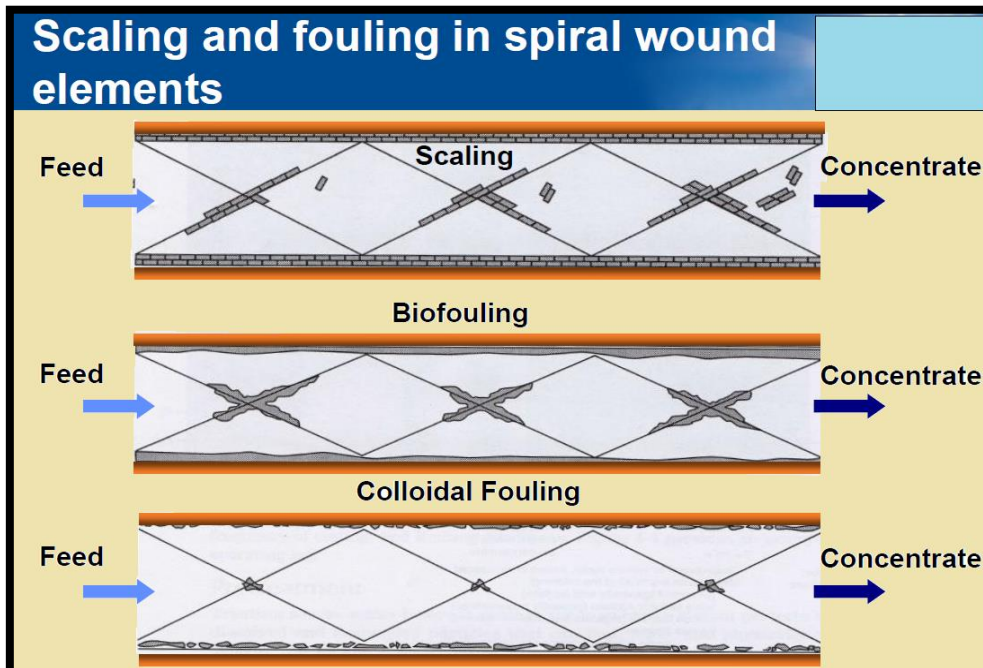 Scaling and fouling in spiral wound
elements
Scaling
Feed
Concentrate
Biofouling
Feed
Concentrate
Colloidal Fouling
Feed
Concentrate